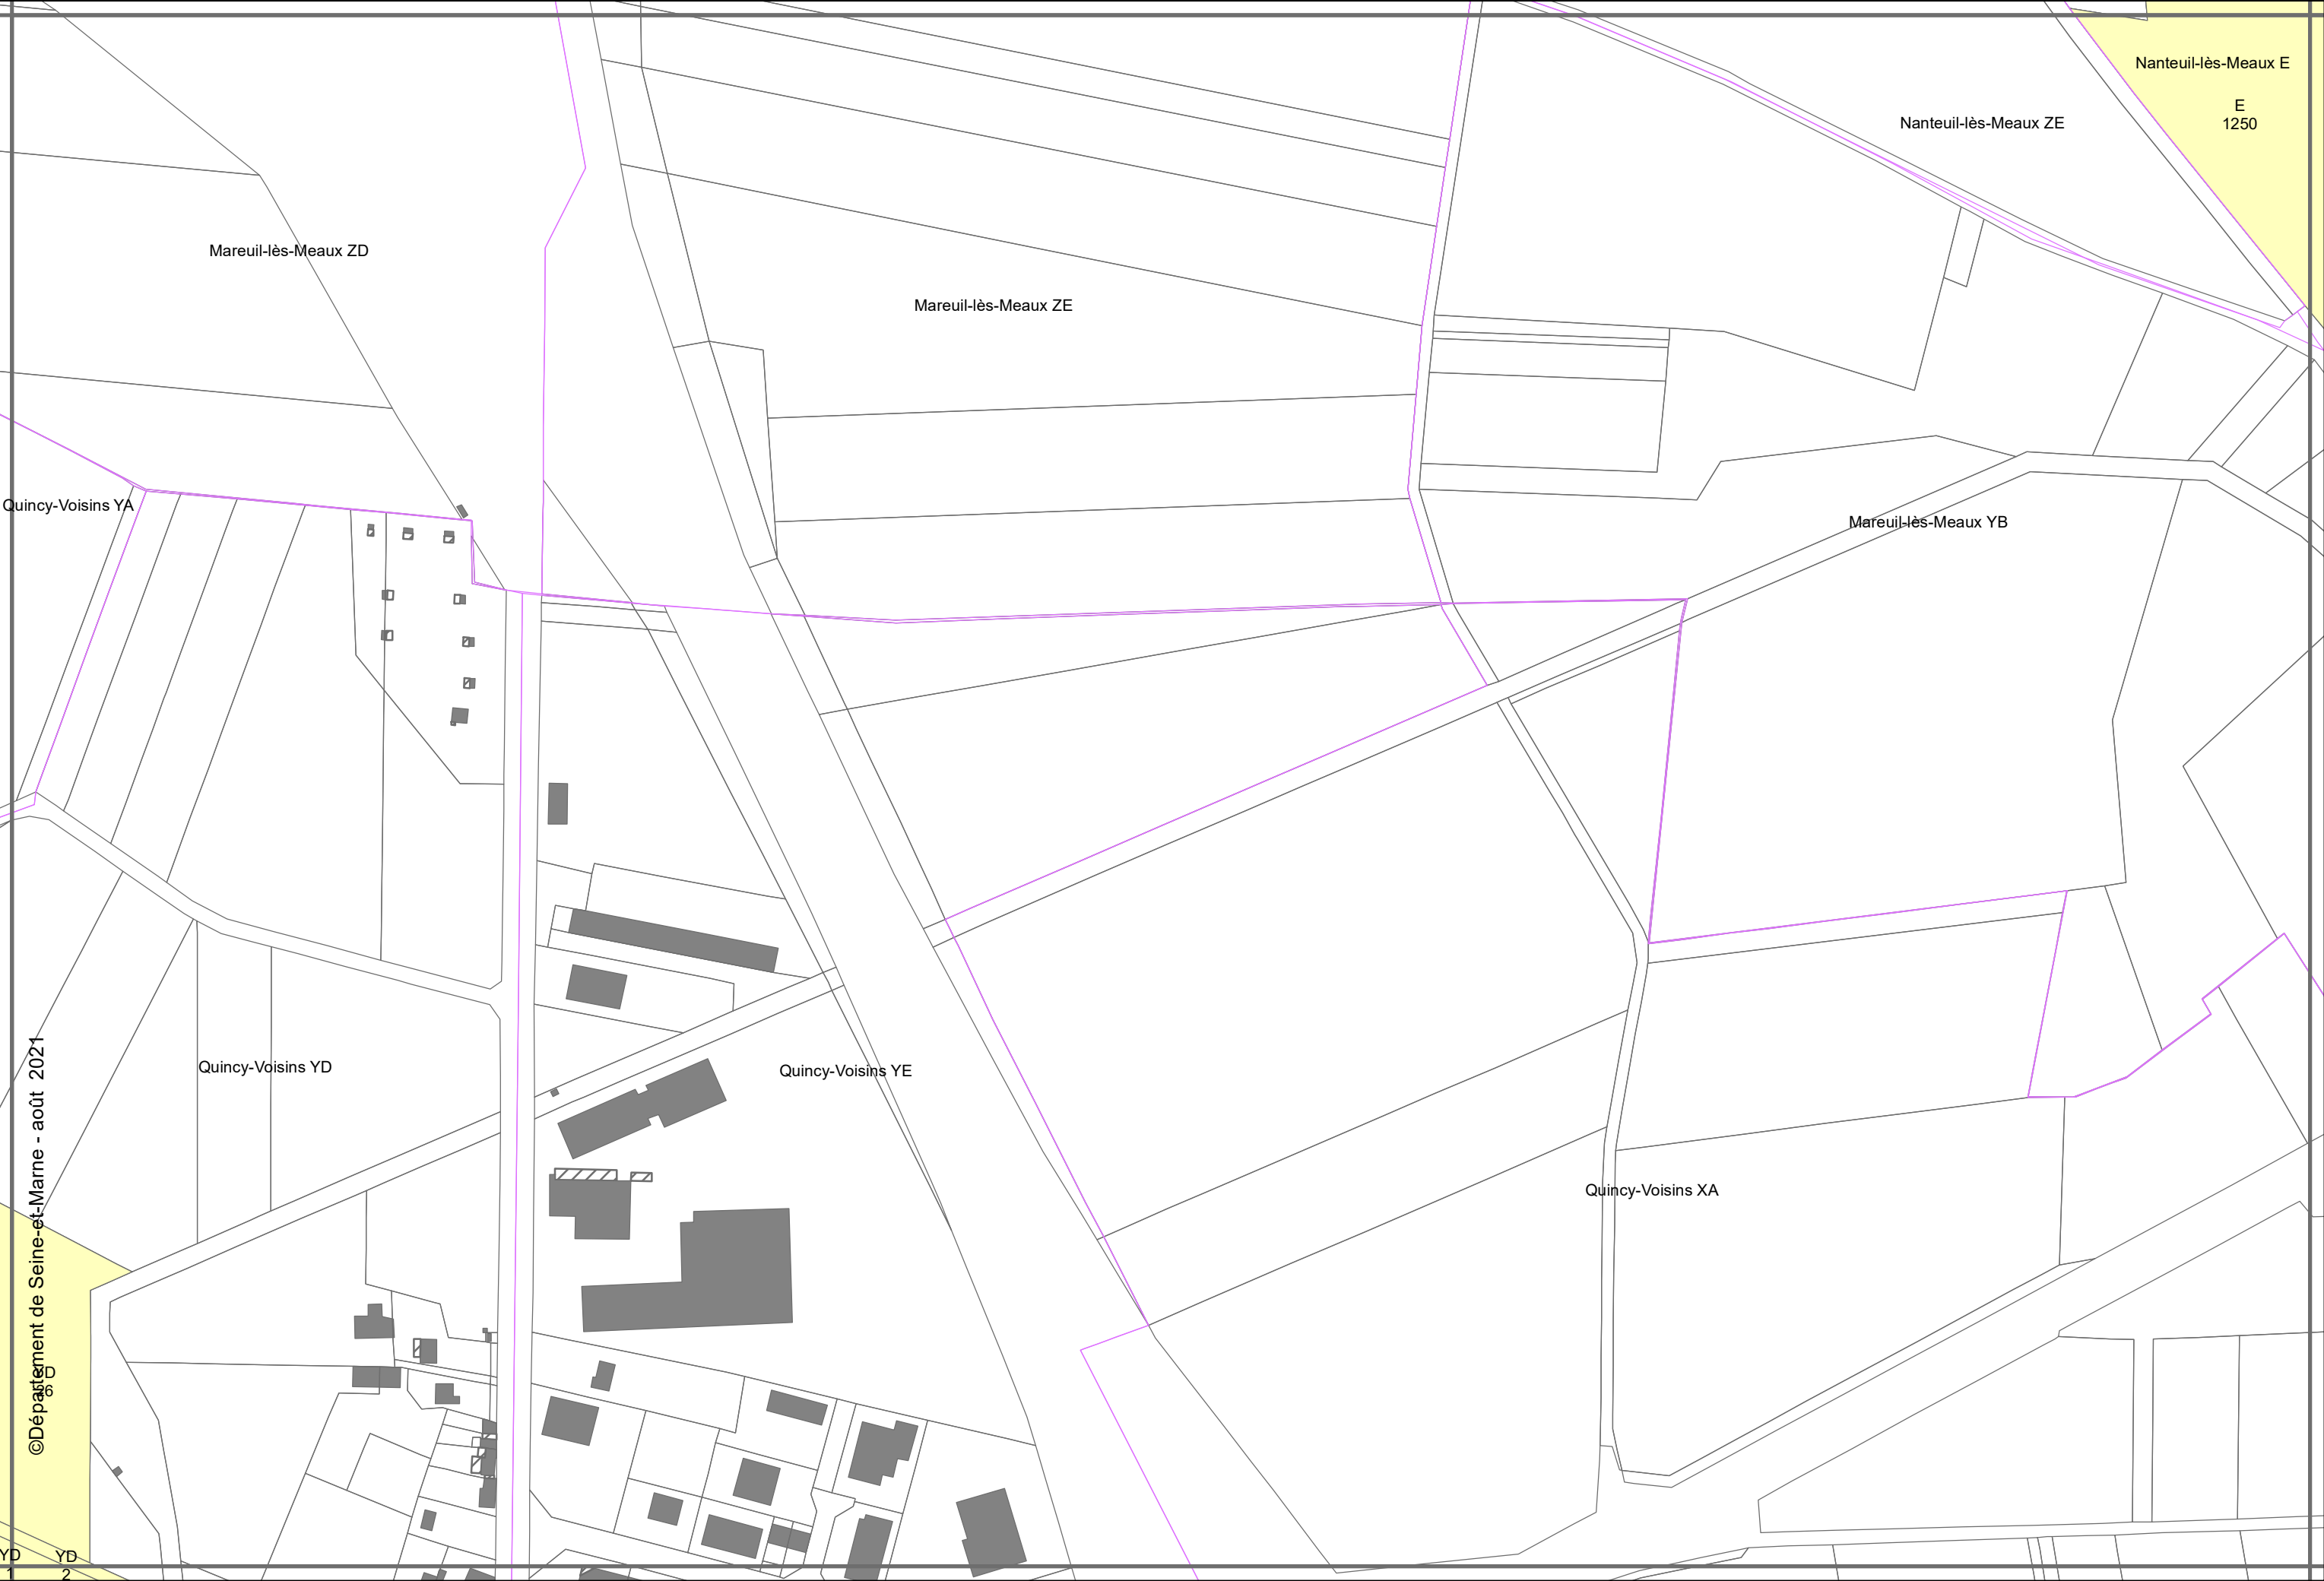 Nanteuil-lès-Meaux E
E
1250
Nanteuil-lès-Meaux ZE
Mareuil-lès-Meaux ZD
Mareuil-lès-Meaux ZE
Quincy-Voisins YA
Mareuil-lès-Meaux YB
Quincy-Voisins YD
Quincy-Voisins YE
Quincy-Voisins XA
©Département de Seine-et-Marne - août 2021
YD
1
YD
2